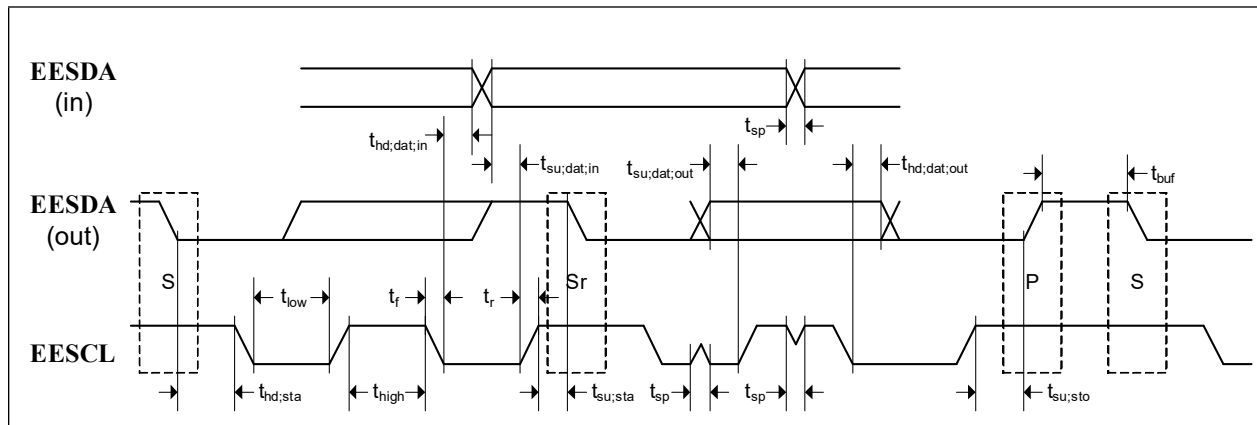 EESDA
(in)
t_hd;dat;in
t_sp
t_su;dat;in
t_su;dat;out
t_hd;dat;out
t_buf
EESDA
(out)
S
t_low
t_f
t_r
Sr
P
S
EESCL
t_hd;sta
t_high
t_su;sta
t_sp
t_sp
t_su;sto